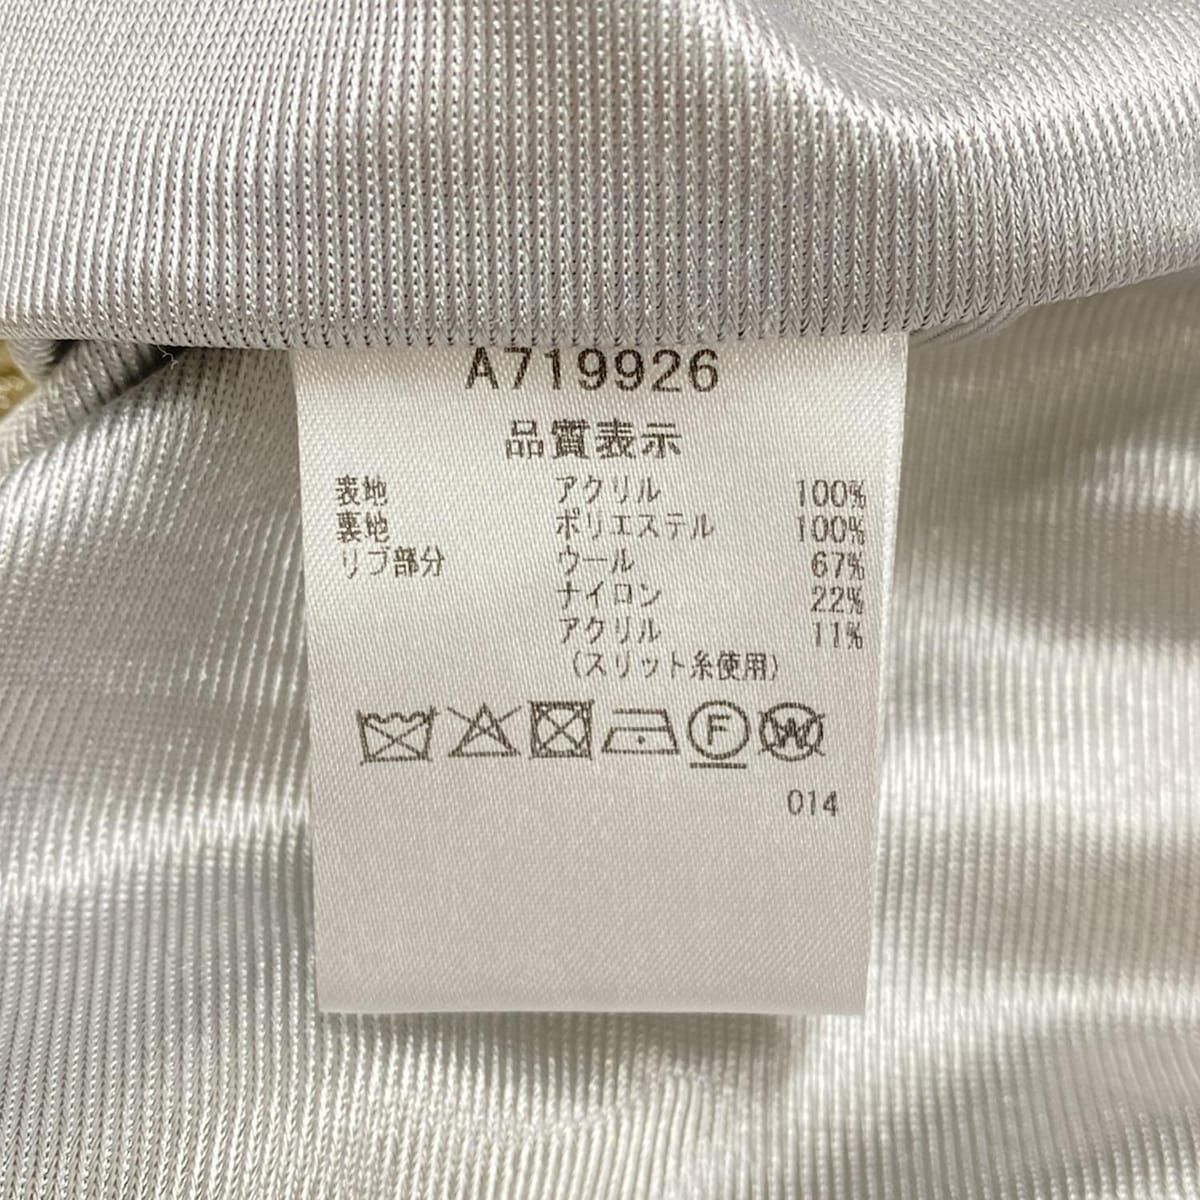 A719926
品質表示
表地 アクリル 100%
裏地 ポリエステル 100%
リブ部分 ウール 67%
ナイロン 22%
アクリル 11%
(スリット糸使用)
F W
014